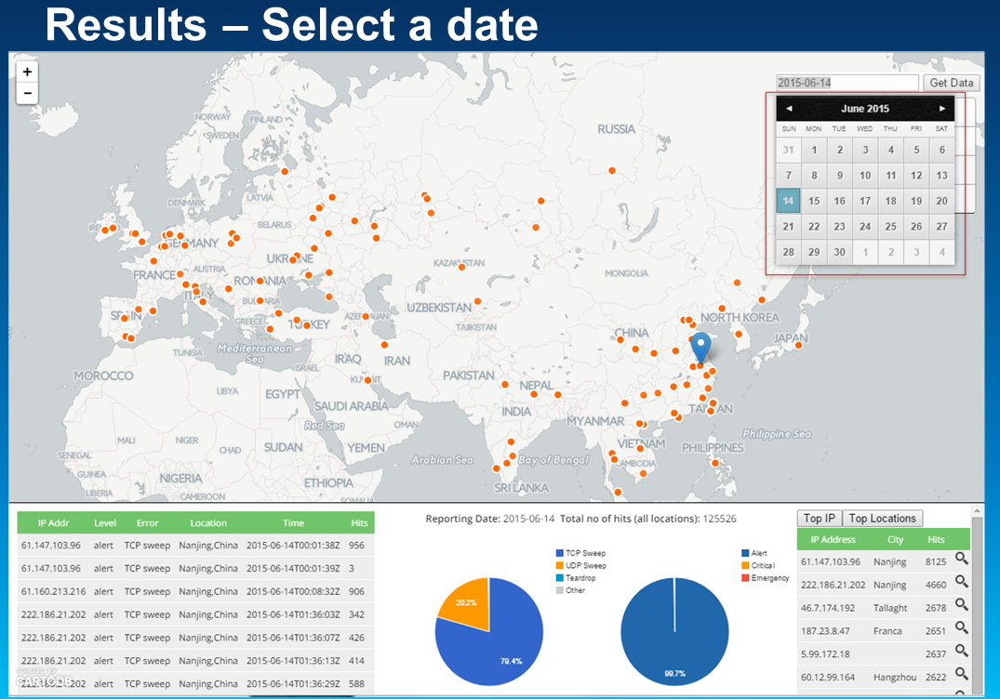 Results – Select a date
+
−
2015-06-14
Get Data
◄ June 2015 ►
SUN MON TUE WED THU FRI SAT
31 1 2 3 4 5 6
7 8 9 10 11 12 13
14 15 16 17 18 19 20
21 22 23 24 25 26 27
28 29 30 1 2 3 4
RUSSIA
NORWAY
FINLAND
SWEDEN
DENMARK
LATVIA
BELARUS
GERMANY
UKRAINE
KAZAKHSTAN
MONGOLIA
FRANCE
AUSTRIA
ROMANIA
ITALY
BULGARIA
UZBEKISTAN
NORTH KOREA
SPAIN
GREECE
TURKEY
AZERBAIJAN
TAJIKISTAN
CHINA
JAPAN
TUNISIA
Mediterranean
Sea
IRAQ
IRAN
ISRAEL
MOROCCO
PAKISTAN
KUWAIT
NEPAL
LIBYA
EGYPT
SAUDI ARABIA
INDIA
TAIWAN
Red Sea
OMAN
MYANMAR
Philippine Sea
MALI
NIGER
CHAD
SUDAN
YEMEN
VIETNAM
PHILIPPINES
SENEGAL
Arabian Sea
Bay of Bengal
CAMBODIA
GUINEA
NIGERIA
ETHIOPIA
SRI LANKA
LIBERIA
CAMEROON
IP Addr Level Error Location Time Hits
61.147.103.96 alert TCP sweep Nanjing,China 2015-06-14T00:01:38Z 956
61.147.103.96 alert TCP sweep Nanjing,China 2015-06-14T00:01:39Z 3
61.160.213.216 alert TCP sweep Nanjing,China 2015-06-14T00:08:32Z 906
222.186.21.202 alert TCP sweep Nanjing,China 2015-06-14T01:36:03Z 342
222.186.21.202 alert TCP sweep Nanjing,China 2015-06-14T01:36:07Z 426
222.186.21.202 alert TCP sweep Nanjing,China 2015-06-14T01:36:13Z 414
222.186.21.202 alert TCP sweep Nanjing,China 2015-06-14T01:36:29Z 588
POWERED BY
CARTODB
Reporting Date: 2015-06-14 Total no of hits (all locations): 125526
TCP Sweep
UDP Sweep
Teardrop
Other
20.2%
79.4%
Alert
Critical
Emergency
99.7%
Top IP Top Locations
IP Address City Hits
61.147.103.96 Nanjing 8125
222.186.21.202 Nanjing 4660
46.7.174.192 Tallaght 2678
187.23.8.47 Franca 2651
5.99.172.18 2637
60.12.99.164 Hangzhou 2622